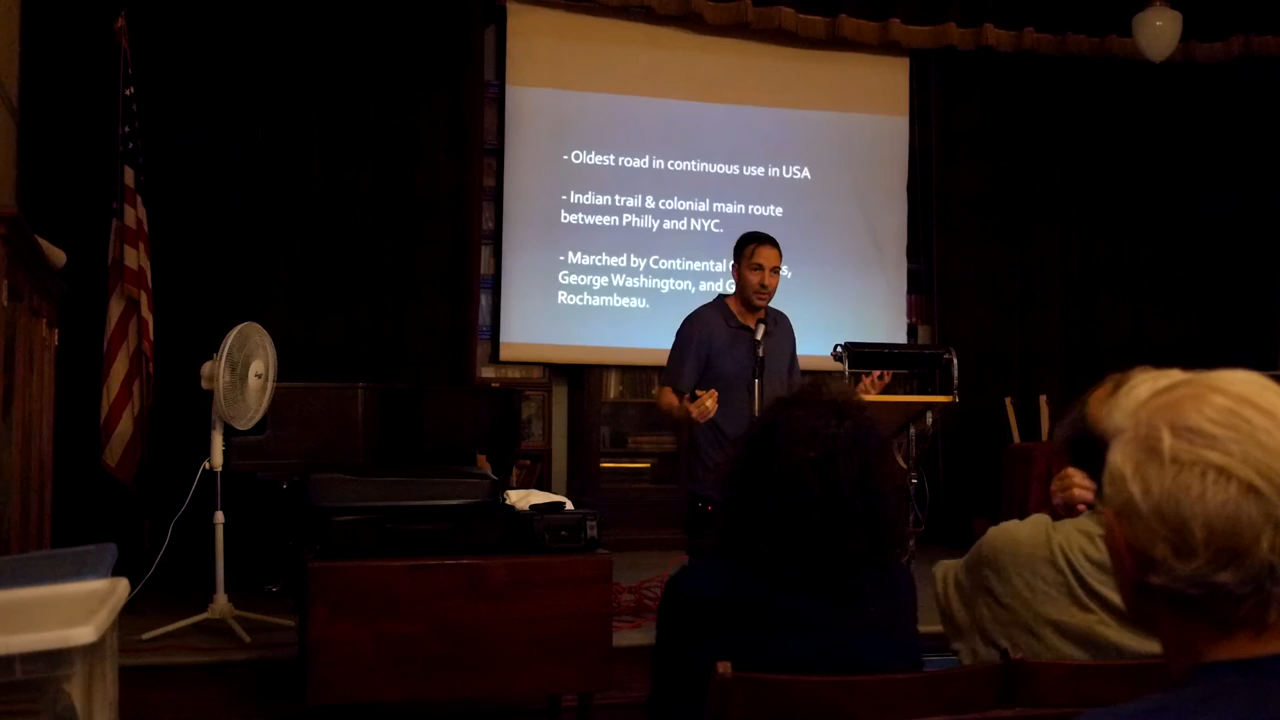 - Oldest road in continuous use in USA
- Indian trail & colonial main route
between Philly and NYC.
- Marched by Continental
George Washington, and
Rochambeau.